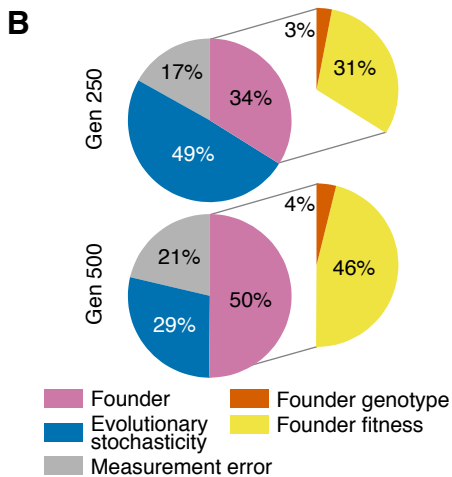 B
Gen 250
17%
34%
49%
3%
31%
Gen 500
21%
50%
29%
4%
46%
Founder
Evolutionary
stochasticity
Measurement error
Founder genotype
Founder fitness